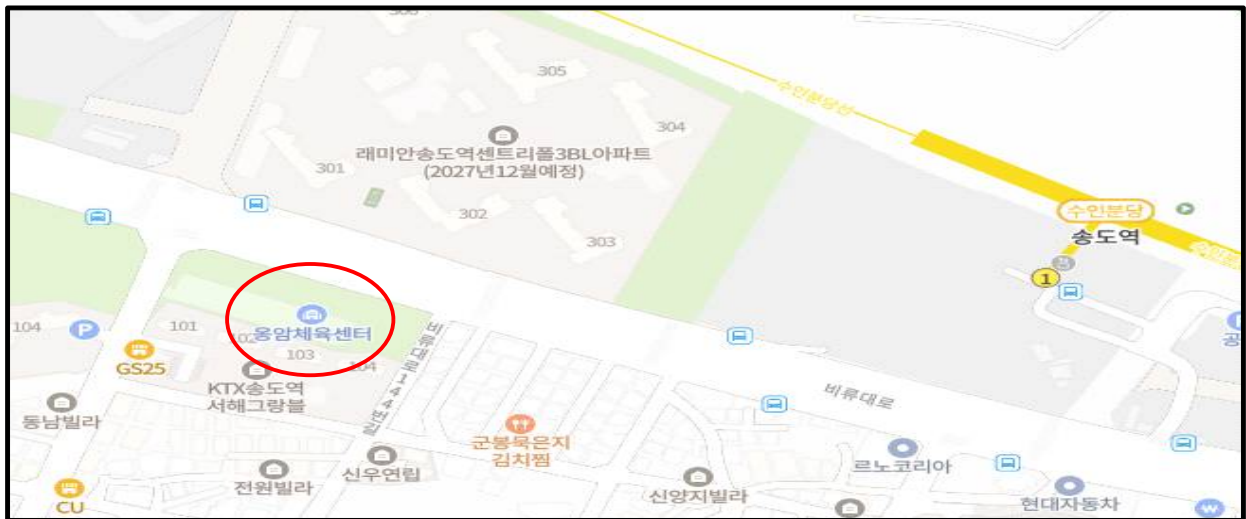 305
수인분당선
304
래미안송도역센트리폴3BL아파트
(2027년12월예정)
301
302
303
수인분당
송도역
1
104
P
101
옹암체육센터
103
104
GS25
KTX송도역
서해그랑블
비류대로144번길
비류대로
동남빌라
군봉묵은지
김치찜
신우연립
전원빌라
르노코리아
신양지빌라
현대자동차
CU
W